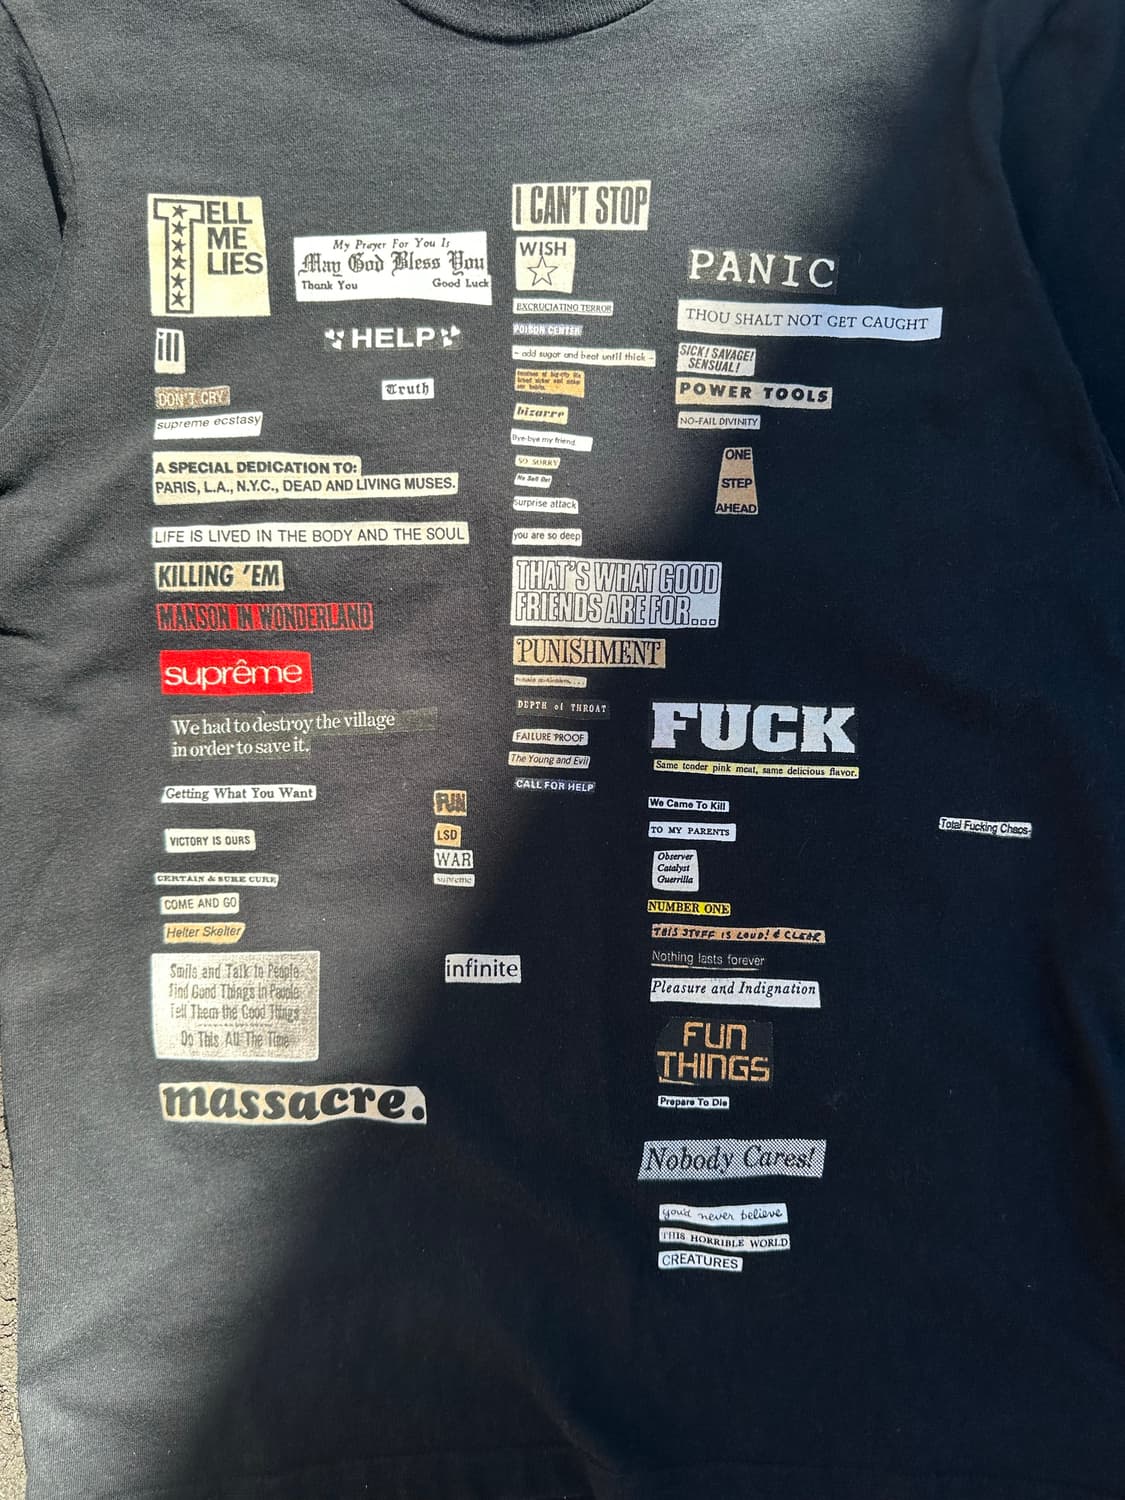 TELL
ME
LIES
My Prayer For You Is
May God Bless You
Thank You Good Luck
ill
HELP
DON'T CRY
Truth
supreme ecstasy
A SPECIAL DEDICATION TO:
PARIS, L.A., N.Y.C., DEAD AND LIVING MUSES.
LIFE IS LIVED IN THE BODY AND THE SOUL
KILLING 'EM
MANSON IN WONDERLAND
suprême
We had to destroy the village
in order to save it.
Getting What You Want
VICTORY IS OURS
CERTAIN & SURE CURE
COME AND GO
Helter Skelter
FUN
LSD
WAR
supreme
Smile and Talk to People
Find Good Things in People
Tell Them the Good Things
Do This All The Time
infinite
massacre.
I CAN'T STOP
WISH
EXCRUCIATING TERROR
POISON CENTER
- add sugar and beat until thick -
bizarre
Bye-bye my friend
SO SORRY
No Sell Out
surprise attack
you are so deep
THAT'S WHAT GOOD
FRIENDS ARE FOR...
PUNISHMENT
DEPTH of THROAT
FAILURE PROOF
The Young and Evil
CALL FOR HELP
PANIC
THOU SHALT NOT GET CAUGHT
SICK! SAVAGE!
SENSUAL!
POWER TOOLS
NO-FAIL DIVINITY
ONE
STEP
AHEAD
FUCK
Same tender pink meat, same delicious flavor.
We Came To Kill
TO MY PARENTS
Total Fucking Chaos
Observer
Catalyst
Guerrilla
NUMBER ONE
THIS STUFF IS LOUD! & CLEAR
Nothing lasts forever
Pleasure and Indignation
FUN
THINGS
Prepare To Die
Nobody Cares!
you'd never believe
THIS HORRIBLE WORLD
CREATURES